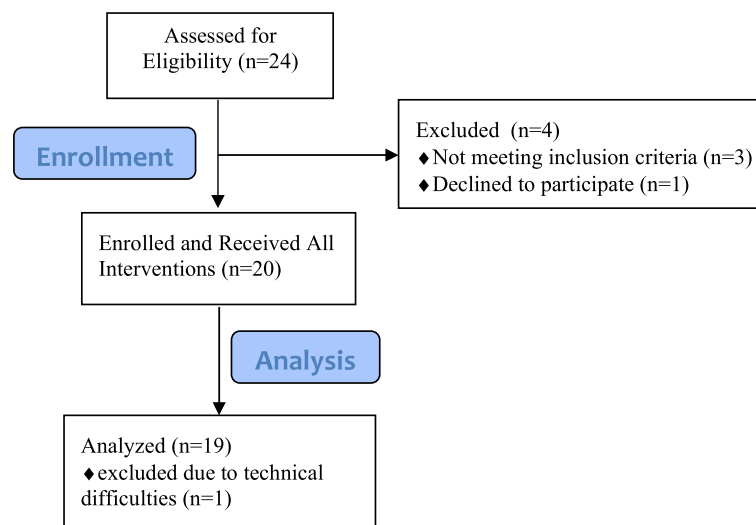 Assessed for
Eligibility (n=24)
Enrollment
Excluded (n=4)
♦Not meeting inclusion criteria (n=3)
♦Declined to participate (n=1)
Enrolled and Received All
Interventions (n=20)
Analysis
Analyzed (n=19)
♦excluded due to technical
difficulties (n=1)